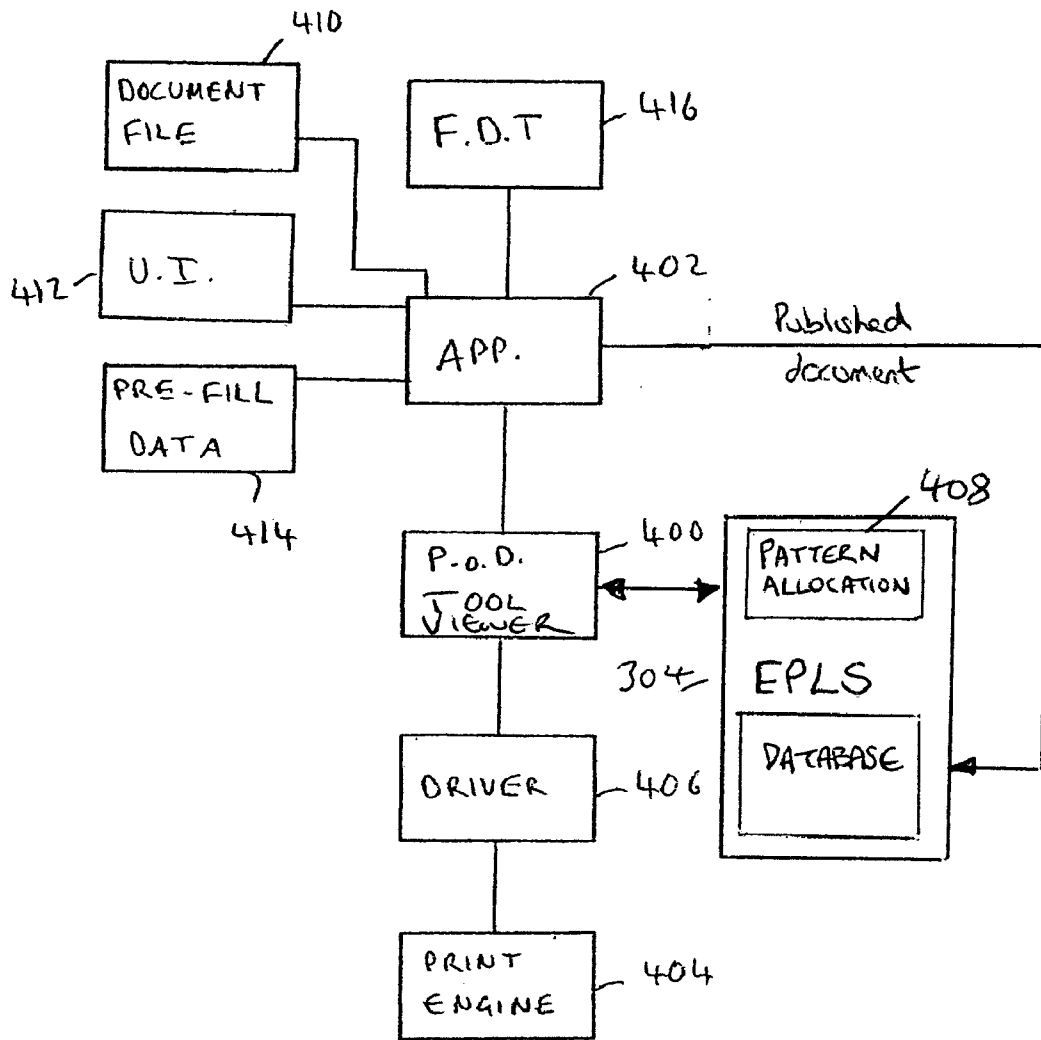 410
DOCUMENT
FILE
F.D.T
416
412
U.I.
402
APP.
Published
document
PRE-FILL
DATA
414
408
400
P.O.D.
TOOL
VIEWER
PATTERN
ALLOCATION
304
EPLS
DATABASE
DRIVER
406
PRINT
ENGINE
404